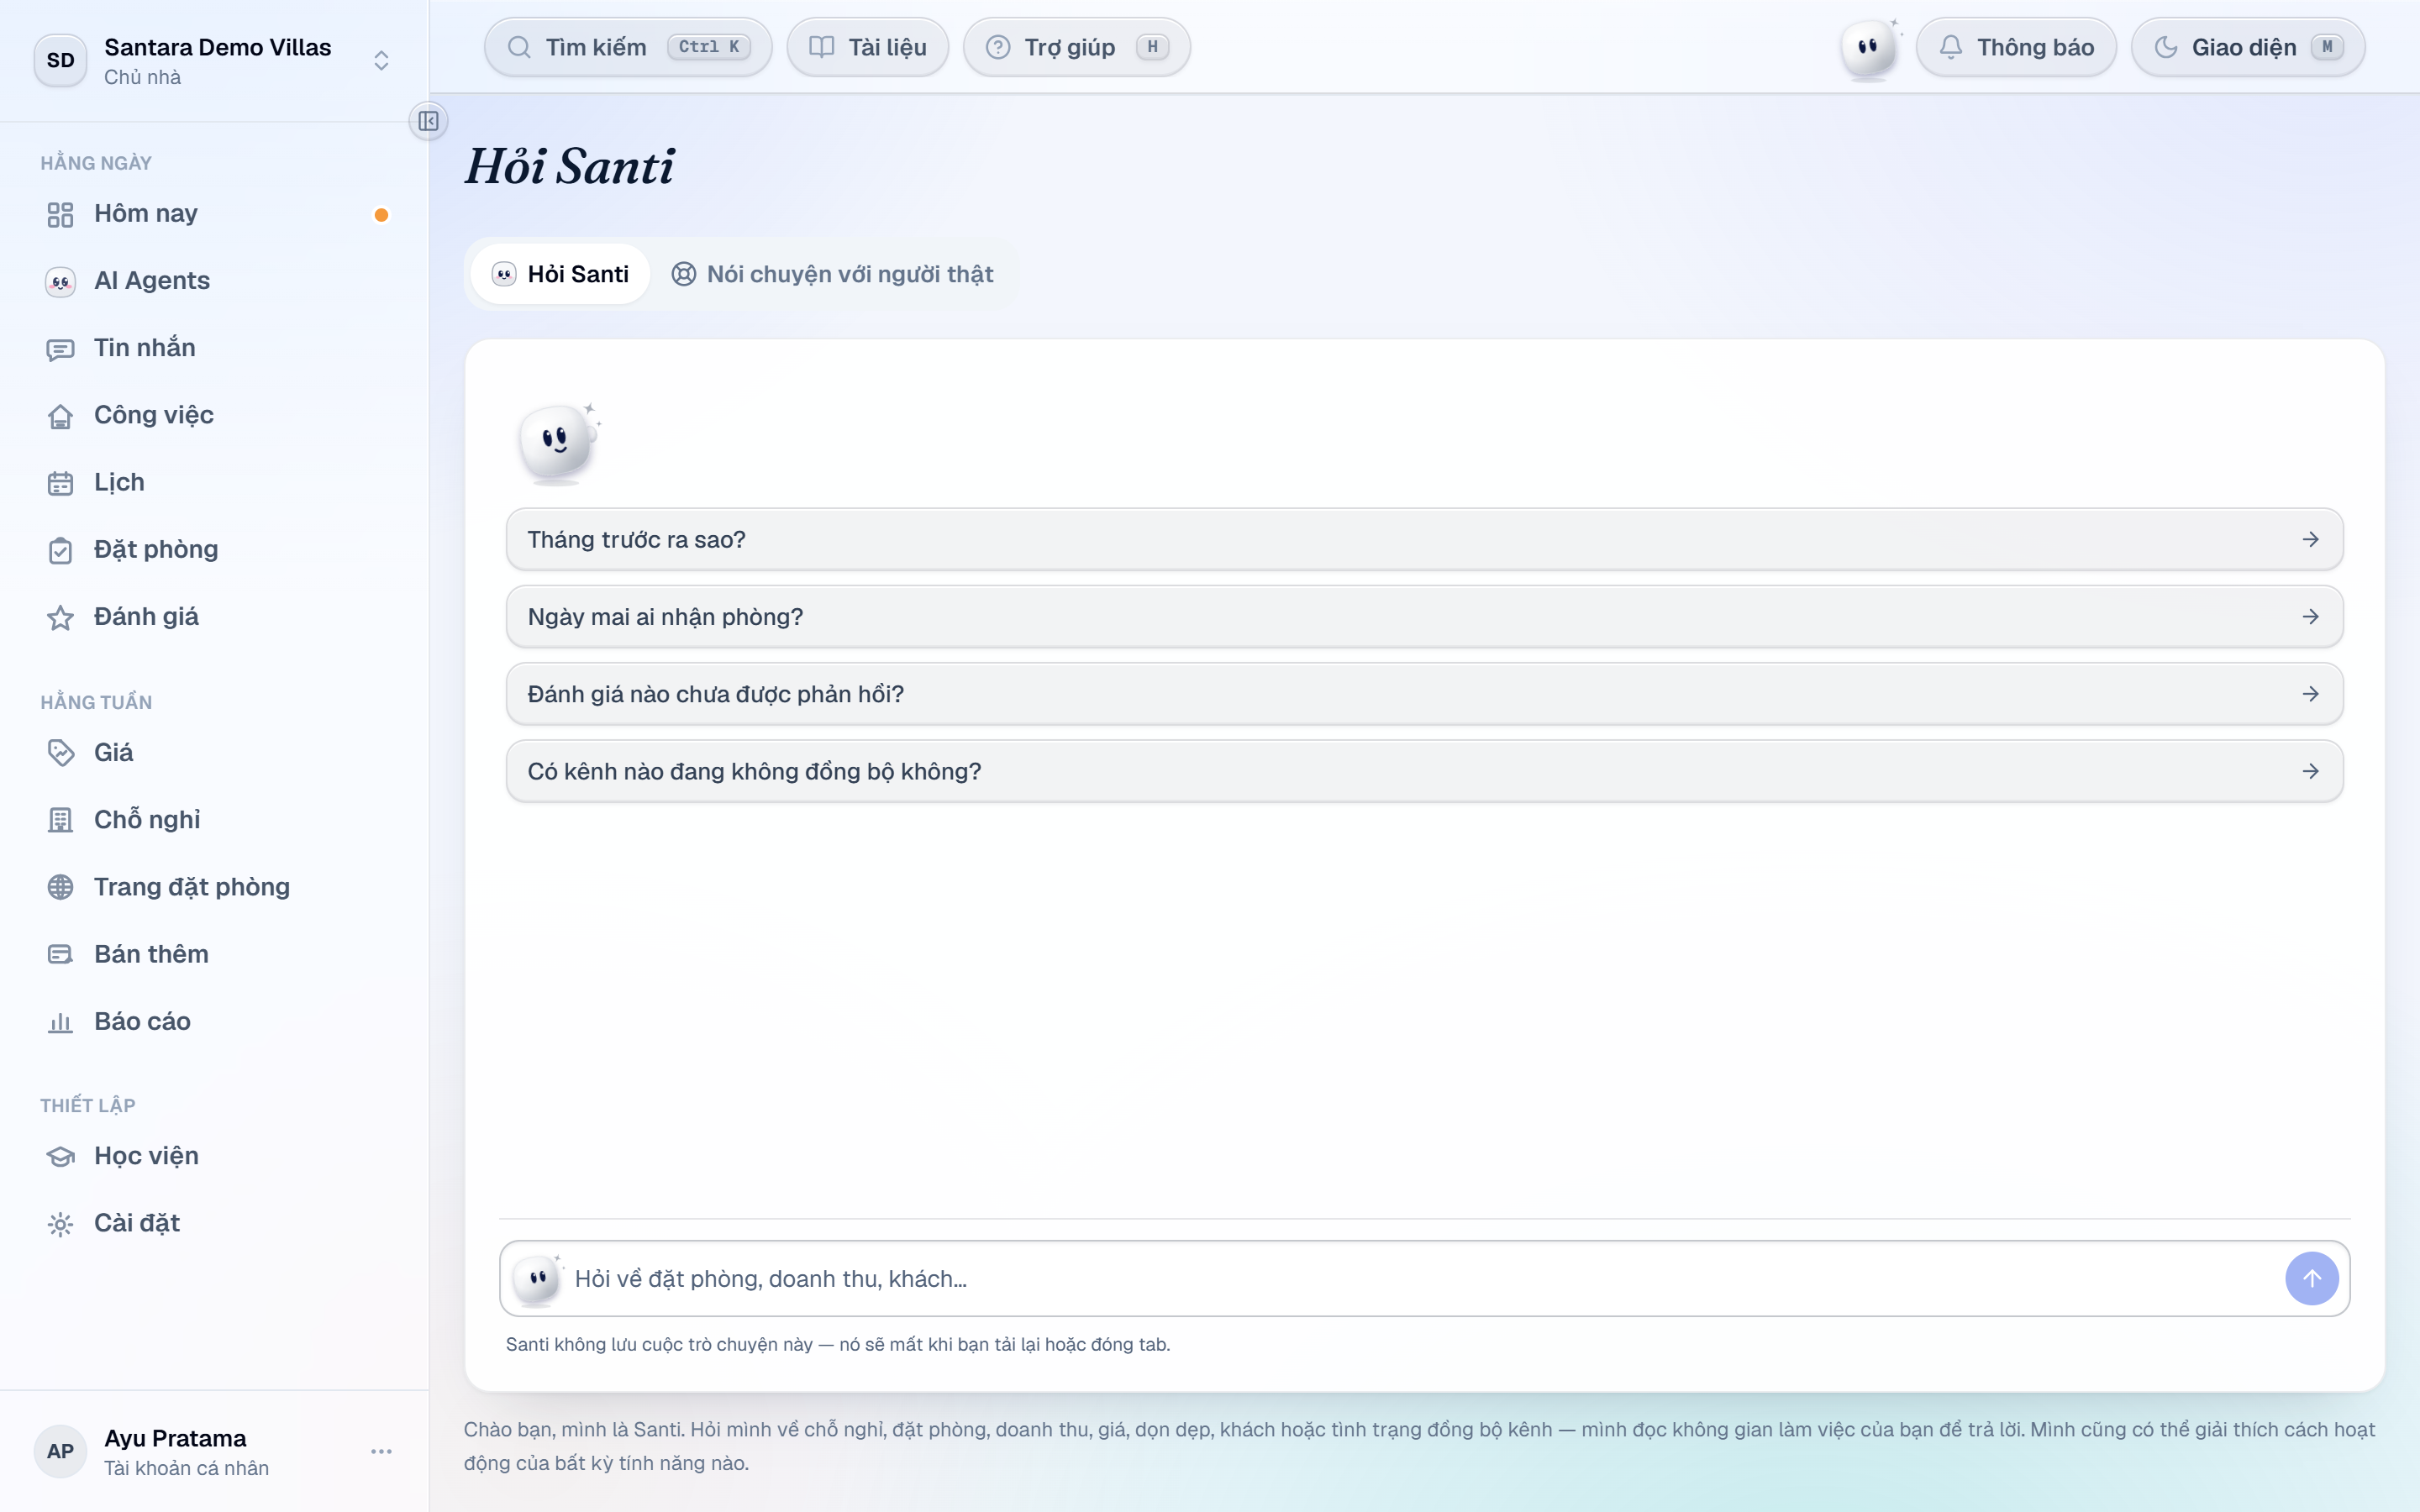 SD
Santara Demo Villas
Chủ nhà
Tìm kiếm Ctrl K
Tài liệu
Trợ giúp H
Thông báo
Giao diện M
HẰNG NGÀY
Hôm nay
AI Agents
Tin nhắn
Công việc
Lịch
Đặt phòng
Đánh giá
HẰNG TUẦN
Giá
Chỗ nghỉ
Trang đặt phòng
Bán thêm
Báo cáo
THIẾT LẬP
Học viện
Cài đặt
AP
Ayu Pratama
Tài khoản cá nhân
Hỏi Santi
Hỏi Santi
Nói chuyện với người thật
Tháng trước ra sao?
Ngày mai ai nhận phòng?
Đánh giá nào chưa được phản hồi?
Có kênh nào đang không đồng bộ không?
Hỏi về đặt phòng, doanh thu, khách...
Santi không lưu cuộc trò chuyện này — nó sẽ mất khi bạn tải lại hoặc đóng tab.
Chào bạn, mình là Santi. Hỏi mình về chỗ nghỉ, đặt phòng, doanh thu, giá, dọn dẹp, khách hoặc tình trạng đồng bộ kênh — mình đọc không gian làm việc của bạn để trả lời. Mình cũng có thể giải thích cách hoạt
động của bất kỳ tính năng nào.